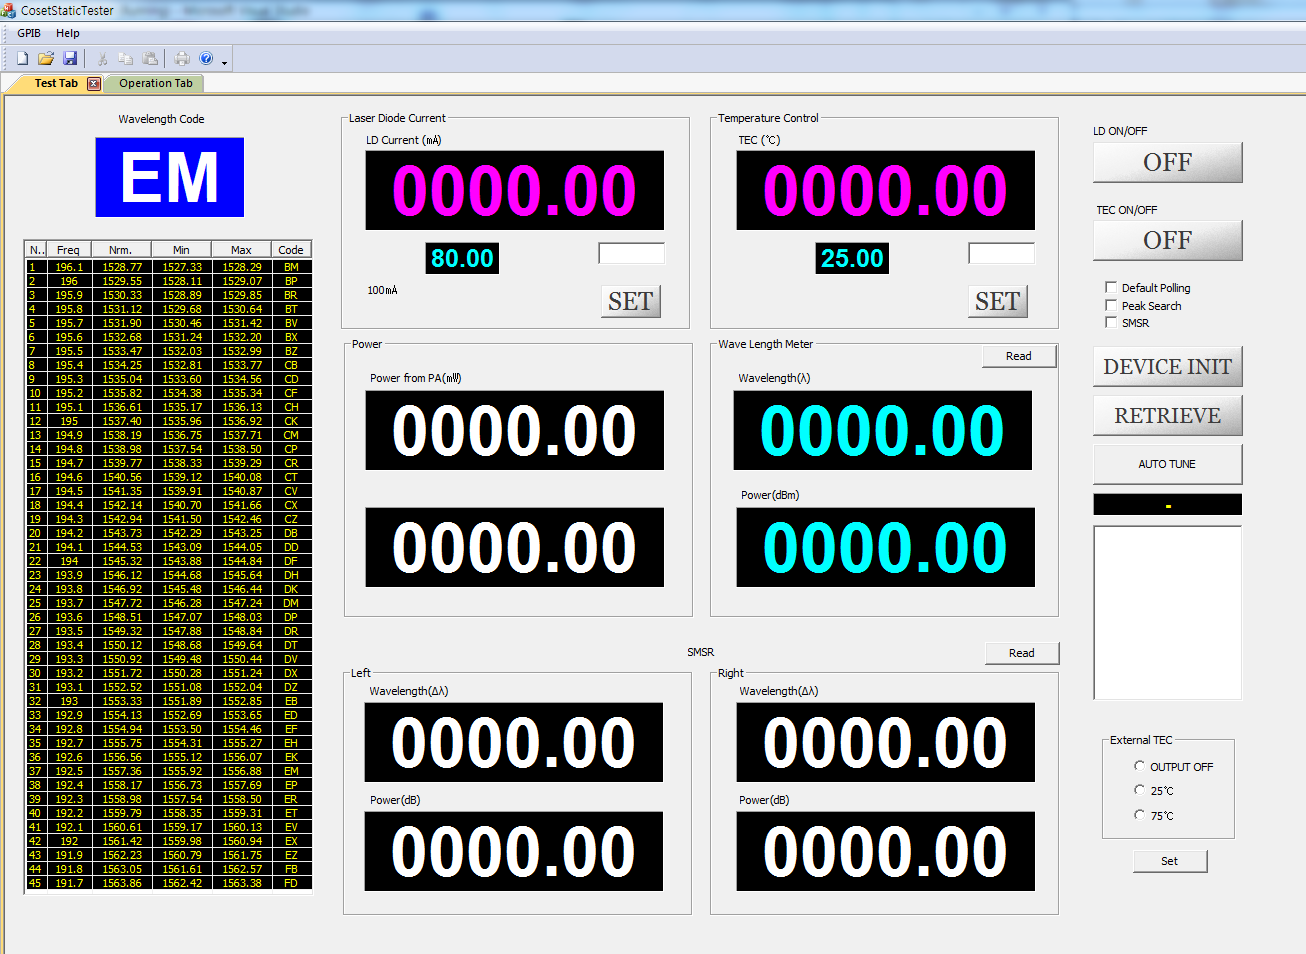 CosetStaticTester
GPIB Help
Test Tab Operation Tab
Wavelength Code
EM
N.. Freq Nrm. Min Max Code
1 196.1 1528.77 1527.33 1528.29 BM
2 196 1529.55 1528.11 1529.07 BP
3 195.9 1530.33 1528.89 1529.85 BR
4 195.8 1531.12 1529.68 1530.64 BT
5 195.7 1531.90 1530.46 1531.42 BV
6 195.6 1532.68 1531.24 1532.20 BX
7 195.5 1533.47 1532.03 1532.99 BZ
8 195.4 1534.25 1532.81 1533.77 CB
9 195.3 1535.04 1533.60 1534.56 CD
10 195.2 1535.82 1534.38 1535.34 CF
11 195.1 1536.61 1535.17 1536.13 CH
12 195 1537.40 1535.96 1536.92 CK
13 194.9 1538.19 1536.75 1537.71 CM
14 194.8 1538.98 1537.54 1538.50 CP
15 194.7 1539.77 1538.33 1539.29 CR
16 194.6 1540.56 1539.12 1540.08 CT
17 194.5 1541.35 1539.91 1540.87 CV
18 194.4 1542.14 1540.70 1541.66 CX
19 194.3 1542.94 1541.50 1542.46 CZ
20 194.2 1543.73 1542.29 1543.25 DB
21 194.1 1544.53 1543.09 1544.05 DD
22 194 1545.32 1543.88 1544.84 DF
23 193.9 1546.12 1544.68 1545.64 DH
24 193.8 1546.92 1545.48 1546.44 DK
25 193.7 1547.72 1546.28 1547.24 DM
26 193.6 1548.51 1547.07 1548.03 DP
27 193.5 1549.32 1547.88 1548.84 DR
28 193.4 1550.12 1548.68 1549.64 DT
29 193.3 1550.92 1549.48 1550.44 DV
30 193.2 1551.72 1550.28 1551.24 DX
31 193.1 1552.52 1551.08 1552.04 DZ
32 193 1553.33 1551.89 1552.85 EB
33 192.9 1554.13 1552.69 1553.65 ED
34 192.8 1554.94 1553.50 1554.46 EF
35 192.7 1555.75 1554.31 1555.27 EH
36 192.6 1556.56 1555.12 1556.07 EK
37 192.5 1557.36 1555.92 1556.88 EM
38 192.4 1558.17 1556.73 1557.69 EP
39 192.3 1558.98 1557.54 1558.50 ER
40 192.2 1559.79 1558.35 1559.31 ET
41 192.1 1560.61 1559.17 1560.13 EV
42 192 1561.42 1559.98 1560.94 EX
43 191.9 1562.23 1560.79 1561.75 EZ
44 191.8 1563.05 1561.61 1562.57 FB
45 191.7 1563.86 1562.42 1563.38 FD
Laser Diode Current
LD Current (㎃)
0000.00
80.00
100㎃
SET
Temperature Control
TEC (℃)
0000.00
25.00
SET
Power
Power from PA(㎽)
0000.00
0000.00
Wave Length Meter
Read
Wavelength(λ)
0000.00
Power(dBm)
0000.00
SMSR
Read
Left
Wavelength(Δλ)
0000.00
Power(dB)
0000.00
Right
Wavelength(Δλ)
0000.00
Power(dB)
0000.00
LD ON/OFF
OFF
TEC ON/OFF
OFF
Default Polling
Peak Search
SMSR
DEVICE INIT
RETRIEVE
AUTO TUNE
-
External TEC
OUTPUT OFF
25℃
75℃
Set